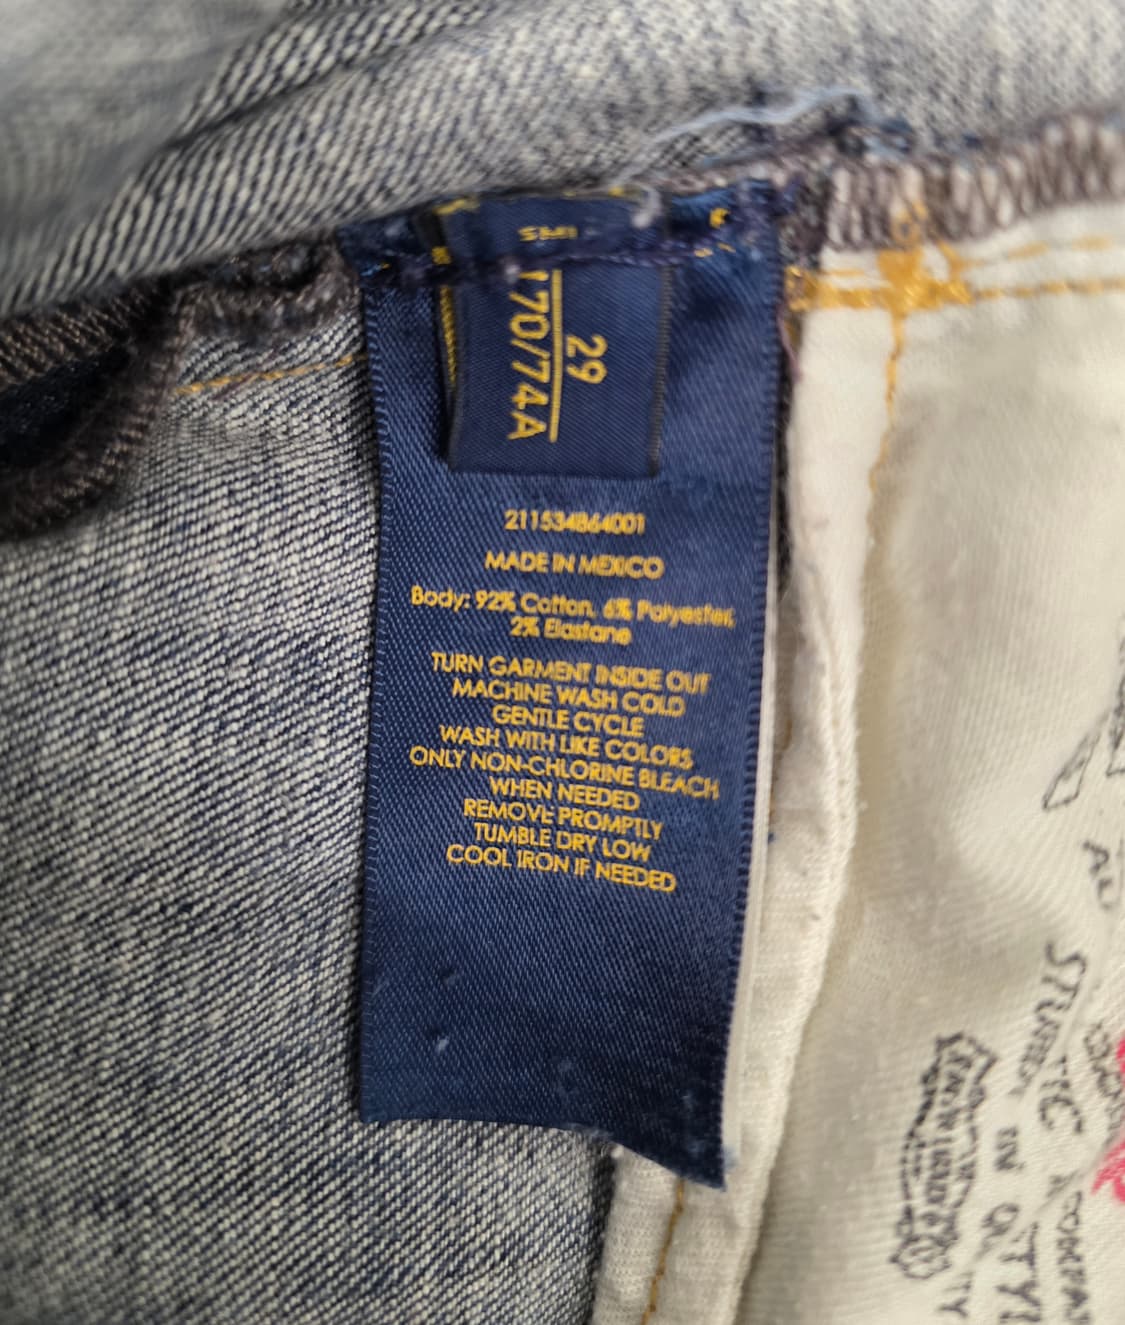 29
170/74A
211534864001
MADE IN MEXICO
Body: 92% Cotton, 6% Polyester,
2% Elastane
TURN GARMENT INSIDE OUT
MACHINE WASH COLD
GENTLE CYCLE
WASH WITH LIKE COLORS
ONLY NON-CHLORINE BLEACH
WHEN NEEDED
REMOVE PROMPTLY
TUMBLE DRY LOW
COOL IRON IF NEEDED